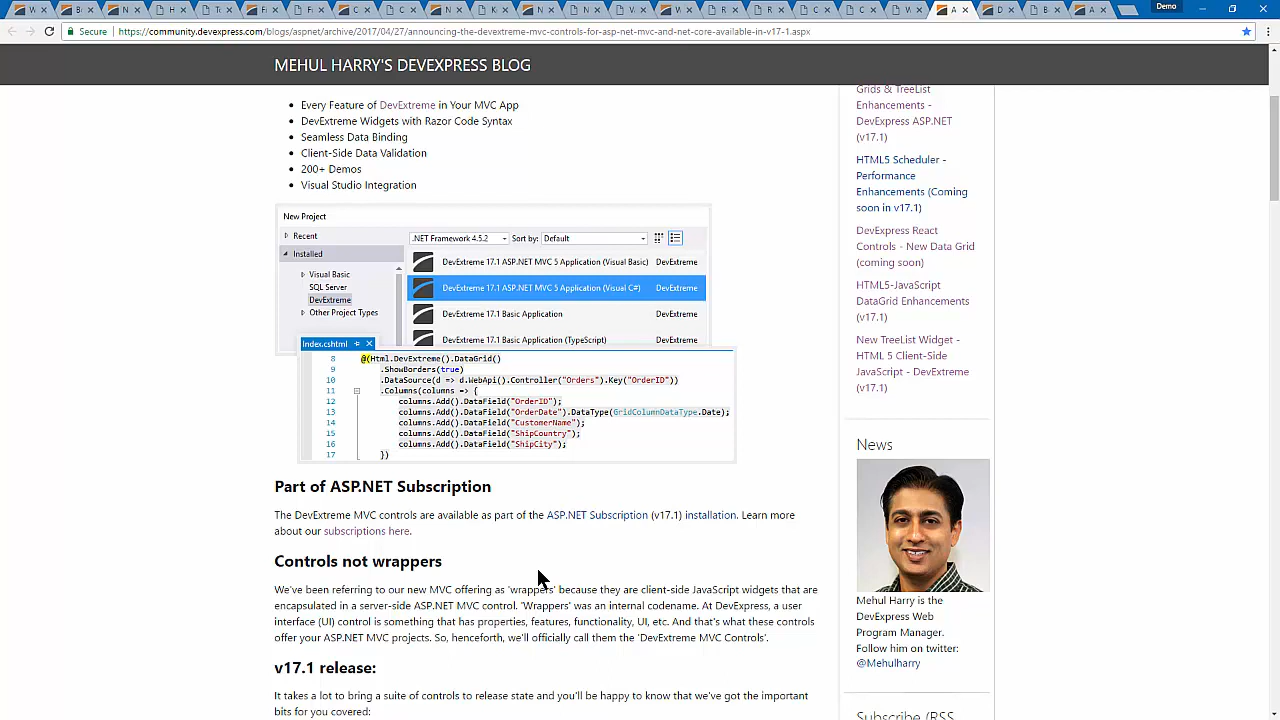 Demo
Secure
https://community.devexpress.com/blogs/aspnet/archive/2017/04/27/announcing-the-devextreme-mvc-controls-for-asp-net-mvc-and-net-core-available-in-v17-1.aspx
MEHUL HARRY'S DEVEXPRESS BLOG
Every Feature of DevExtreme in Your MVC App
DevExtreme Widgets with Razor Code Syntax
Seamless Data Binding
Client-Side Data Validation
200+ Demos
Visual Studio Integration
New Project
Recent
Installed
Visual Basic
SQL Server
DevExtreme
Other Project Types
.NET Framework 4.5.2 Sort by: Default
DevExtreme 17.1 ASP.NET MVC 5 Application (Visual Basic) DevExtreme
DevExtreme 17.1 ASP.NET MVC 5 Application (Visual C#) DevExtreme
DevExtreme 17.1 Basic Application DevExtreme
DevExtreme 17.1 Basic Application (TypeScript) DevExtreme
Index.cshtml
8 @(Html.DevExtreme().DataGrid()
9 .ShowBorders(true)
10 .DataSource(d => d.WebApi().Controller("Orders").Key("OrderID"))
11 .Columns(columns => {
12 columns.Add().DataField("OrderID");
13 columns.Add().DataField("OrderDate").DataType(GridColumnDataType.Date);
14 columns.Add().DataField("CustomerName");
15 columns.Add().DataField("ShipCountry");
16 columns.Add().DataField("ShipCity");
17 })
Part of ASP.NET Subscription
The DevExtreme MVC controls are available as part of the ASP.NET Subscription (v17.1) installation. Learn more
about our subscriptions here.
Controls not wrappers
We've been referring to our new MVC offering as 'wrappers' because they are client-side JavaScript widgets that are
encapsulated in a server-side ASP.NET MVC control. 'Wrappers' was an internal codename. At DevExpress, a user
interface (UI) control is something that has properties, features, functionality, UI, etc. And that's what these controls
offer your ASP.NET MVC projects. So, henceforth, we'll officially call them the 'DevExtreme MVC Controls'.
v17.1 release:
It takes a lot to bring a suite of controls to release state and you'll be happy to know that we've got the important
bits for you covered:
Grids & TreeList
Enhancements -
DevExpress ASP.NET
(v17.1)
HTML5 Scheduler -
Performance
Enhancements (Coming
soon in v17.1)
DevExpress React
Controls - New Data Grid
(coming soon)
HTML5-JavaScript
DataGrid Enhancements
(v17.1)
New TreeList Widget -
HTML 5 Client-Side
JavaScript - DevExtreme
(v17.1)
News
Mehul Harry is the
DevExpress Web
Program Manager.
Follow him on twitter:
@Mehulharry
Subscribe (RSS